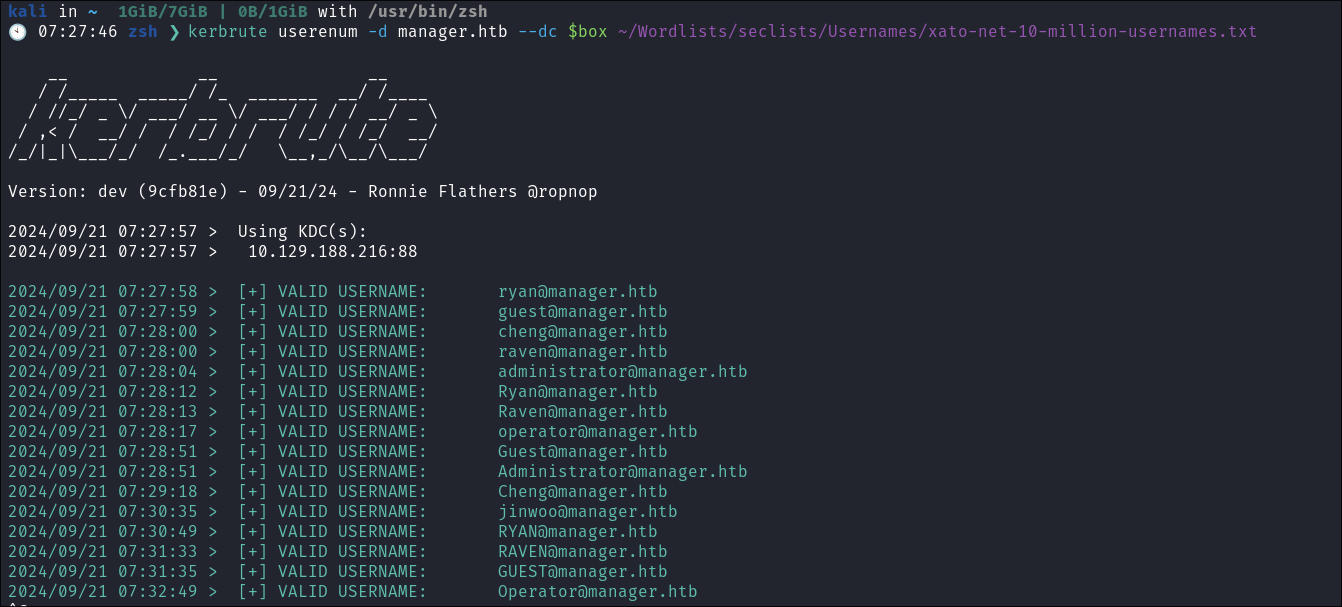 kali in ~ 1GiB/7GiB | 0B/1GiB with /usr/bin/zsh
07:27:46 zsh ❯ kerbrute userenum -d manager.htb --dc $box ~/Wordlists/seclists/Usernames/xato-net-10-million-usernames.txt
    __             __               __
   / /_____  _____/ /_  _______  __/ /____
  / //_/ _ \/ ___/ __ \/ ___/ / / / __/ _ \
 / ,< /  __/ /  / /_/ / /  / /_/ / /_/  __/
/_/|_|\___/_/  /_.___/_/   \__,_/\__/\___/
Version: dev (9cfb81e) - 09/21/24 - Ronnie Flathers @ropnop
2024/09/21 07:27:57 > Using KDC(s):
2024/09/21 07:27:57 > 10.129.188.216:88
2024/09/21 07:27:58 > [+] VALID USERNAME: ryan@manager.htb
2024/09/21 07:27:59 > [+] VALID USERNAME: guest@manager.htb
2024/09/21 07:28:00 > [+] VALID USERNAME: cheng@manager.htb
2024/09/21 07:28:00 > [+] VALID USERNAME: raven@manager.htb
2024/09/21 07:28:04 > [+] VALID USERNAME: administrator@manager.htb
2024/09/21 07:28:12 > [+] VALID USERNAME: Ryan@manager.htb
2024/09/21 07:28:13 > [+] VALID USERNAME: Raven@manager.htb
2024/09/21 07:28:17 > [+] VALID USERNAME: operator@manager.htb
2024/09/21 07:28:51 > [+] VALID USERNAME: Guest@manager.htb
2024/09/21 07:28:51 > [+] VALID USERNAME: Administrator@manager.htb
2024/09/21 07:29:18 > [+] VALID USERNAME: Cheng@manager.htb
2024/09/21 07:30:35 > [+] VALID USERNAME: jinwoo@manager.htb
2024/09/21 07:30:49 > [+] VALID USERNAME: RYAN@manager.htb
2024/09/21 07:31:33 > [+] VALID USERNAME: RAVEN@manager.htb
2024/09/21 07:31:35 > [+] VALID USERNAME: GUEST@manager.htb
2024/09/21 07:32:49 > [+] VALID USERNAME: Operator@manager.htb